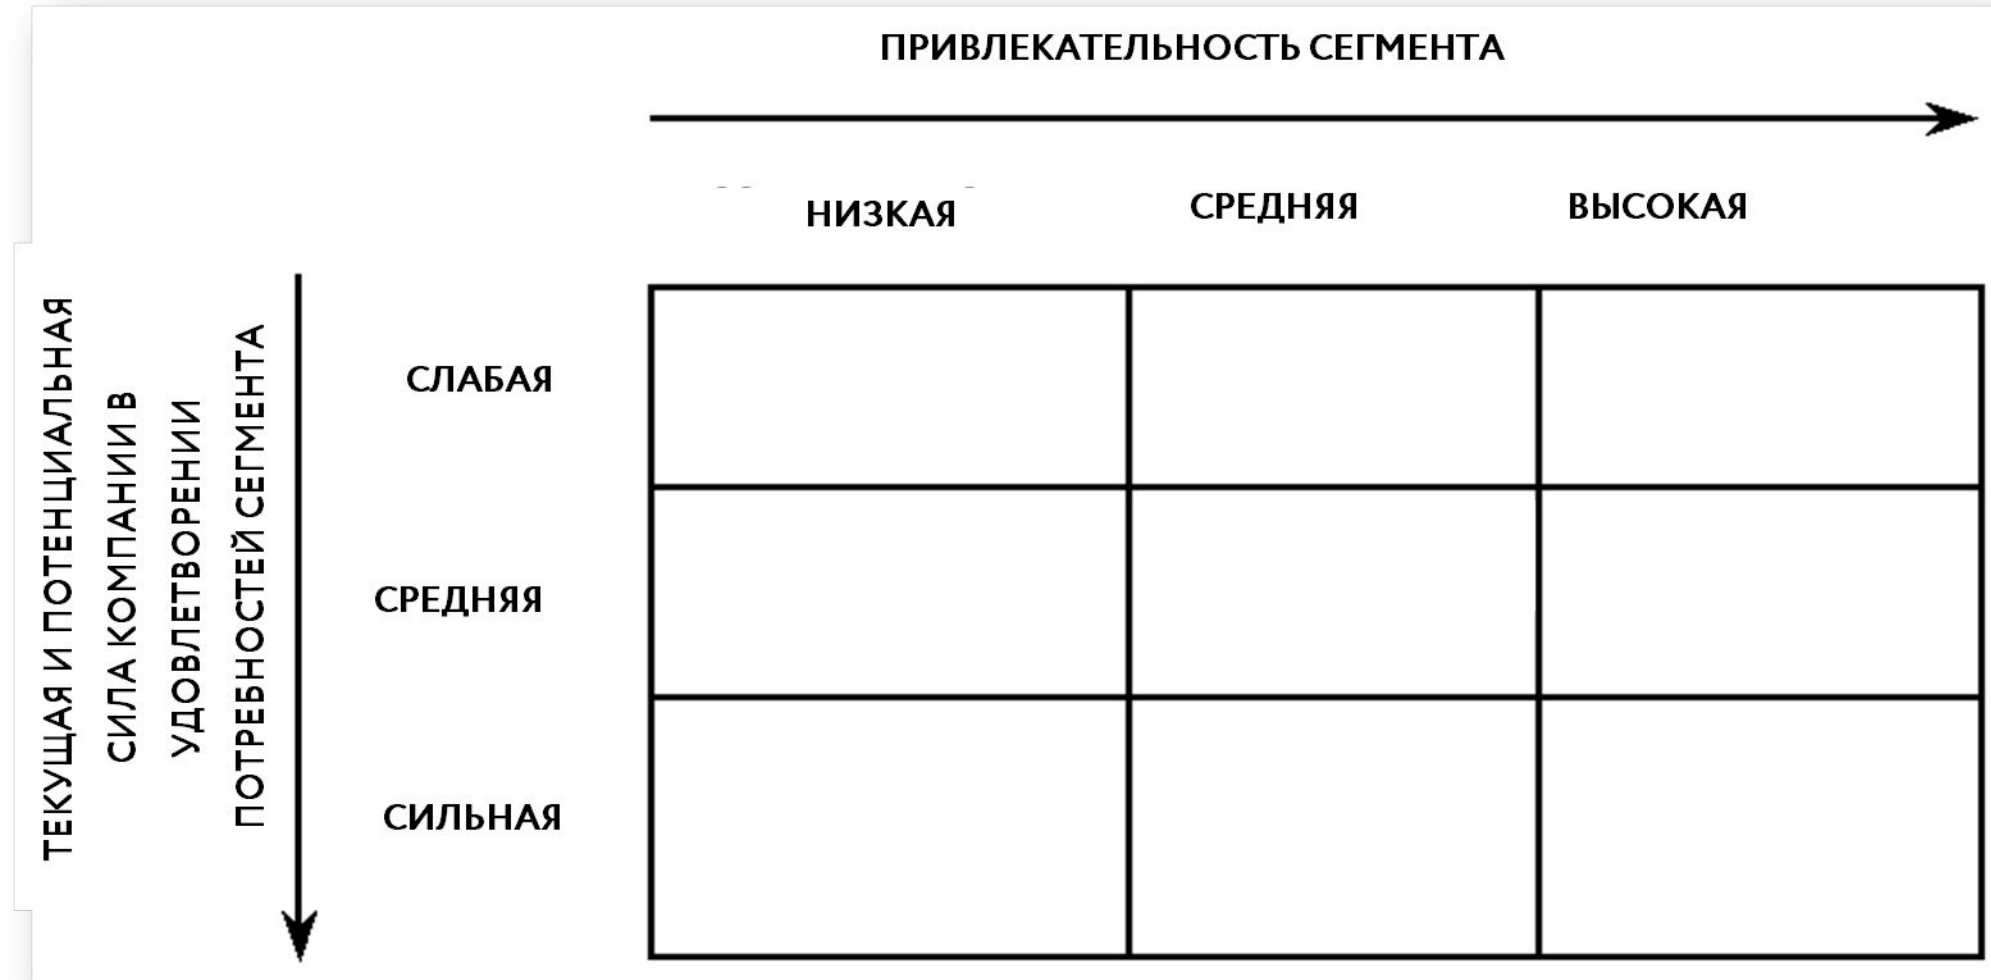 ПРИВЛЕКАТЕЛЬНОСТЬ СЕГМЕНТА
НИЗКАЯ
СРЕДНЯЯ
ВЫСОКАЯ
ТЕКУЩАЯ И ПОТЕНЦИАЛЬНАЯ
СИЛА КОМПАНИИ В
УДОВЛЕТВОРЕНИИ
ПОТРЕБНОСТЕЙ СЕГМЕНТА
СЛАБАЯ
СРЕДНЯЯ
СИЛЬНАЯ